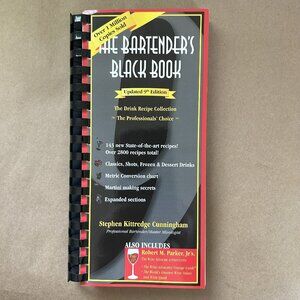 Over 1 Million
Copies Sold
THE BARTENDER'S
BLACK BOOK
Updated 9th Edition
The Drink Recipe Collection
~ The Professionals' Choice ~
143 new State-of-the-art recipes!
Over 2800 recipes total!
Classics, Shots, Frozen & Dessert Drinks
Metric Conversion chart
Martini making secrets
Expanded sections
Stephen Kittredge Cunningham
Professional Bartender/Master Mixologist
ALSO INCLUDES
Robert M. Parker, Jr's.